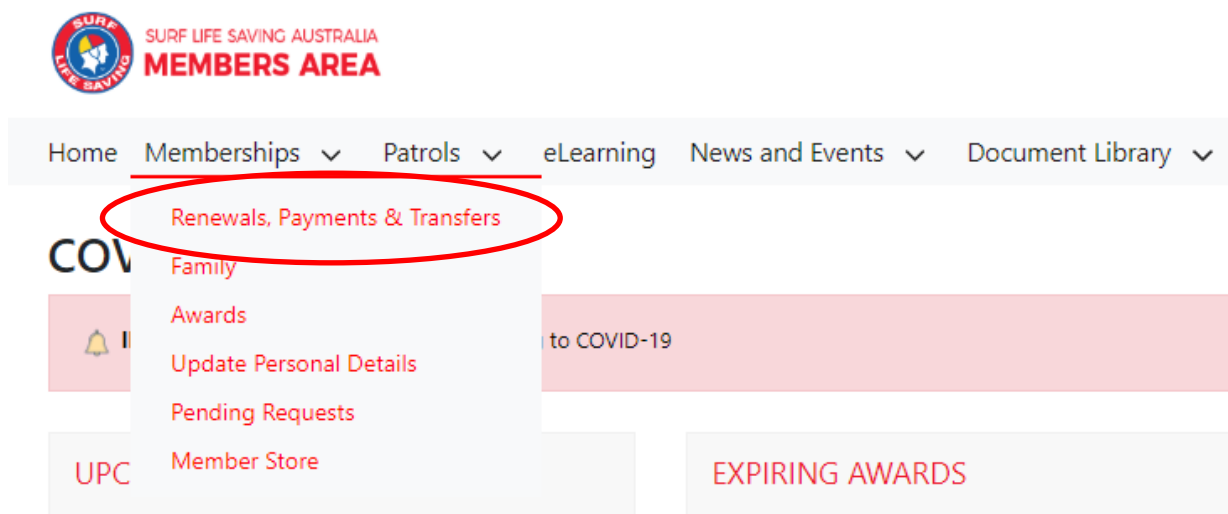 SURF
LIFE SAVING
SURF LIFE SAVING AUSTRALIA
MEMBERS AREA
Home Memberships Patrols eLearning News and Events Document Library
Renewals, Payments & Transfers
Family
Awards
Update Personal Details
Pending Requests
Member Store
COV
to COVID-19
UPC
EXPIRING AWARDS